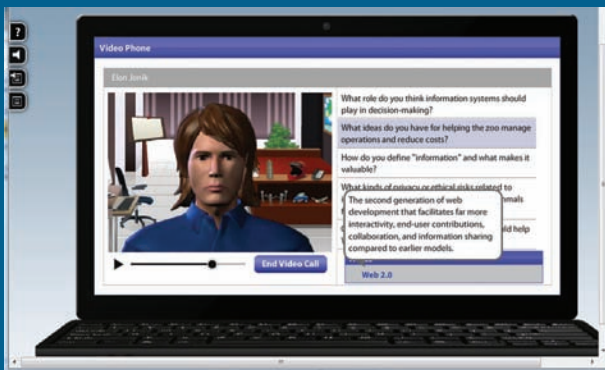 ?
Video Phone
Elon Jonik
What role do you think information systems should
play in decision-making?
What ideas do you have for helping the zoo manage
operations and reduce costs?
How do you define "information" and what makes it
valuable?
What kinds of privacy or ethical risks related to
mmals
uld help
The second generation of web
development that facilitates far more
interactivity, end-user contributions,
collaboration, and information sharing
compared to earlier models.
End Video Call
Web 2.0